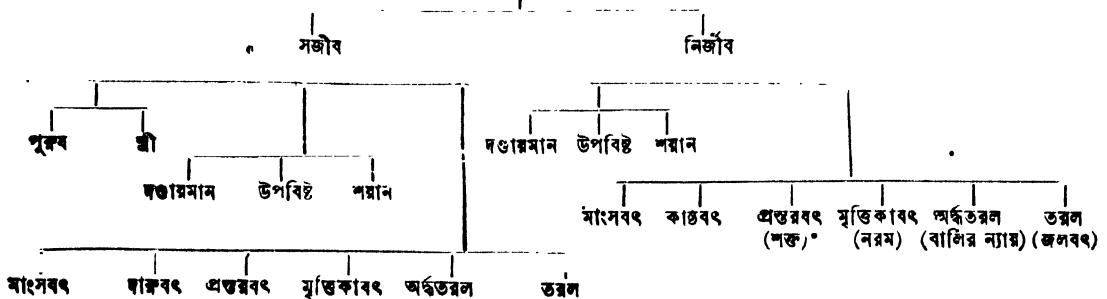 সজীব নির্জীব
পুরুষ স্ত্রী
দণ্ডায়মান উপবিষ্ট শয়ান
দণ্ডায়মান উপবিষ্ট শয়ান
মাংসবৎ কাষ্ঠবৎ প্রস্তরবৎ মৃত্তিকাবৎ অর্দ্ধতরল তরল
(শক্ত) (নরম) (বালির ন্যায়) (জলবৎ)
মাংসবৎ দারুবৎ প্রস্তরবৎ মৃত্তিকাবৎ অর্দ্ধতরল তরল